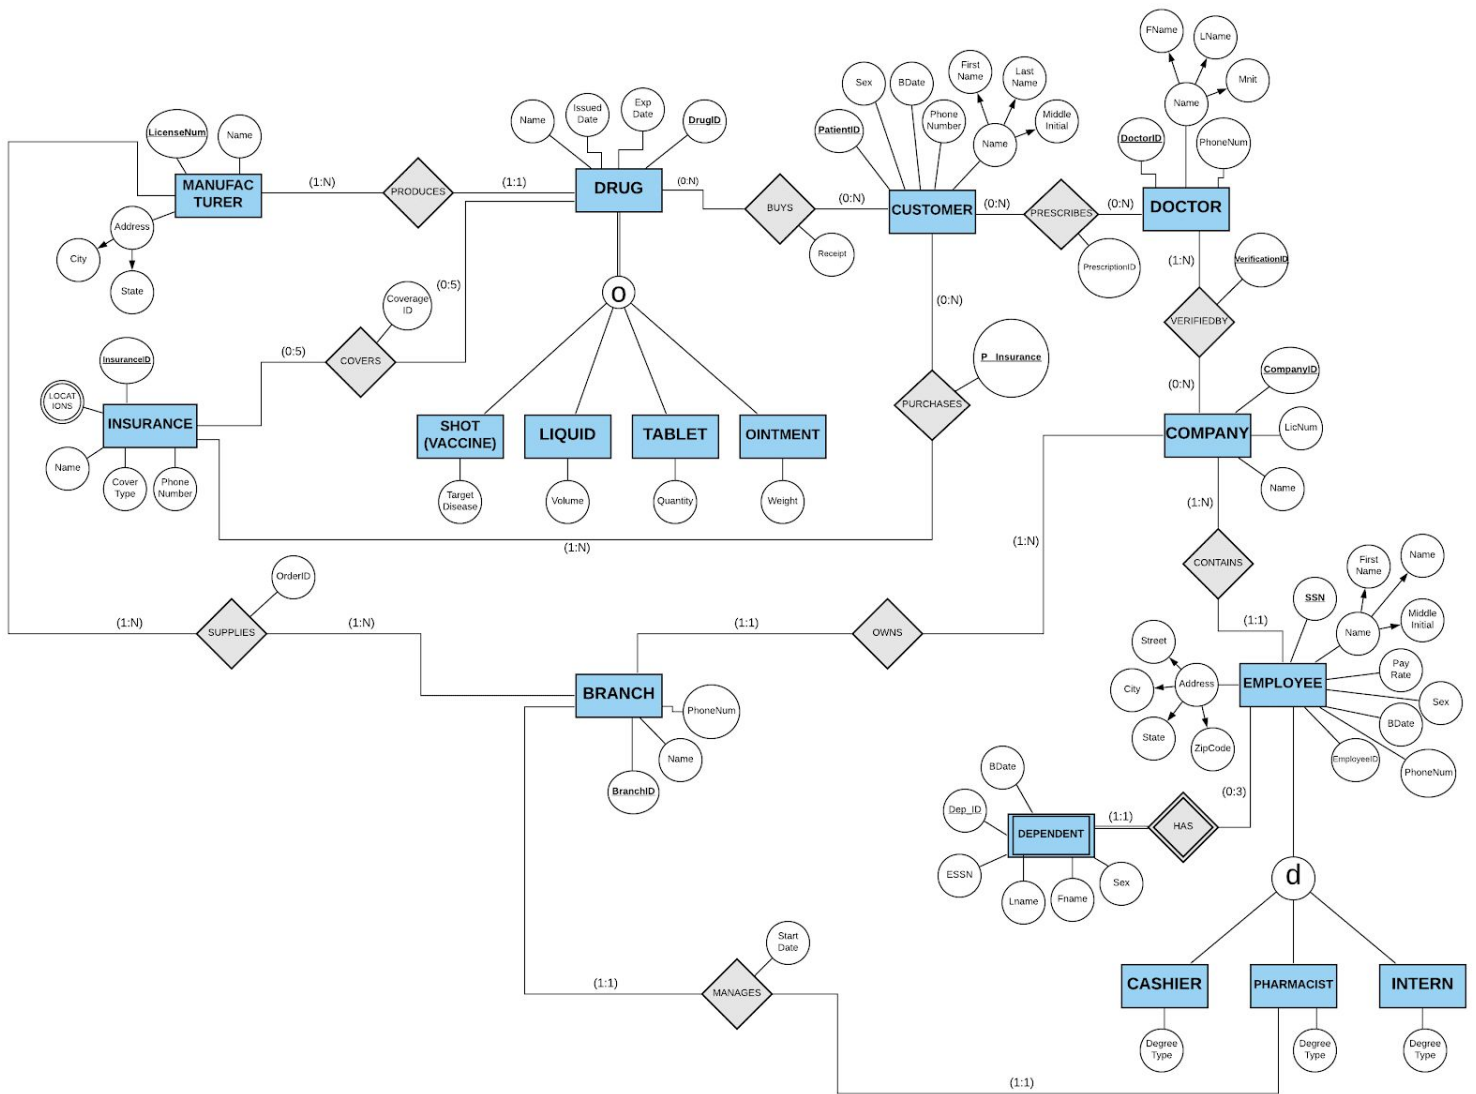 FName
LName
Mnit
Name
DoctorID
PhoneNum
DOCTOR
First
Name
Last
Name
Middle
Initial
Name
Sex
BDate
Phone
Number
PatientID
CUSTOMER
(0:N)
PRESCRIBES
(0:N)
PrescriptionID
Name
Issued
Date
Exp
Date
DrugID
DRUG
(0:N)
BUYS
(0:N)
Receipt
LicenseNum
Name
MANUFAC
TURER
(1:N)
PRODUCES
(1:1)
Address
City
State
(0:5)
Coverage
ID
COVERS
(0:5)
InsuranceID
LOCAT
IONS
INSURANCE
Name
Cover
Type
Phone
Number
o
SHOT
(VACCINE)
LIQUID
TABLET
OINTMENT
Target
Disease
Volume
Quantity
Weight
(0:N)
P_Insurance
PURCHASES
(1:N)
(1:N)
VerificationID
VERIFIEDBY
(0:N)
CompanyID
COMPANY
LicNum
Name
(1:N)
CONTAINS
(1:1)
(1:N)
OWNS
(1:1)
OrderID
(1:N)
SUPPLIES
(1:N)
BRANCH
PhoneNum
Name
BranchID
First
Name
Name
SSN
Middle
Initial
Name
Street
Address
City
State
ZipCode
EMPLOYEE
Pay
Rate
Sex
BDate
EmployeeID
PhoneNum
(0:3)
HAS
(1:1)
DEPENDENT
BDate
Dep_ID
ESSN
Lname
Fname
Sex
d
CASHIER
PHARMACIST
INTERN
Degree
Type
Degree
Type
Degree
Type
Start
Date
(1:1)
MANAGES
(1:1)